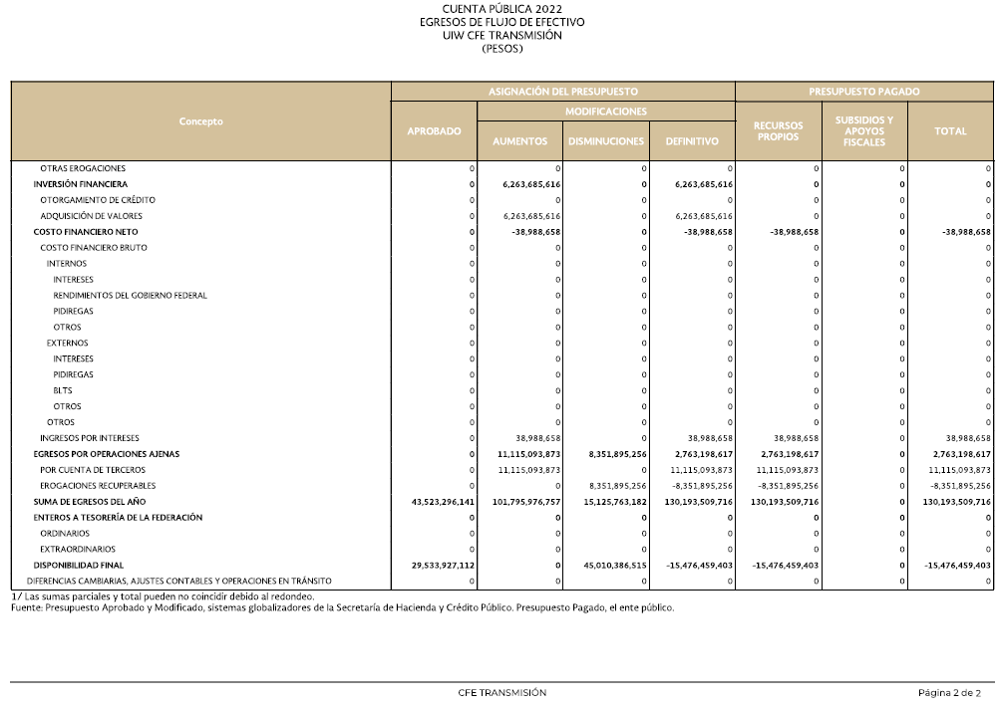 CUENTA PÚBLICA 2022
EGRESOS DE FLUJO DE EFECTIVO
UIW CFE TRANSMISIÓN
(PESOS)
Concepto
ASIGNACIÓN DEL PRESUPUESTO
PRESUPUESTO PAGADO
APROBADO
MODIFICACIONES
AUMENTOS DISMINUCIONES DEFINITIVO
RECURSOS PROPIOS
SUBSIDIOS Y APOYOS FISCALES
TOTAL
OTRAS EROGACIONES 0 0 0 0 0 0 0
INVERSIÓN FINANCIERA 0 6,263,685,616 0 6,263,685,616 0 0 0
OTORGAMIENTO DE CRÉDITO 0 0 0 0 0 0 0
ADQUISICIÓN DE VALORES 0 6,263,685,616 0 6,263,685,616 0 0 0
COSTO FINANCIERO NETO 0 -38,988,658 0 -38,988,658 -38,988,658 0 -38,988,658
COSTO FINANCIERO BRUTO 0 0 0 0 0 0 0
INTERNOS 0 0 0 0 0 0 0
INTERESES 0 0 0 0 0 0 0
RENDIMIENTOS DEL GOBIERNO FEDERAL 0 0 0 0 0 0 0
PIDIREGAS 0 0 0 0 0 0 0
OTROS 0 0 0 0 0 0 0
EXTERNOS 0 0 0 0 0 0 0
INTERESES 0 0 0 0 0 0 0
PIDIREGAS 0 0 0 0 0 0 0
BLTS 0 0 0 0 0 0 0
OTROS 0 0 0 0 0 0 0
OTROS 0 0 0 0 0 0 0
INGRESOS POR INTERESES 0 38,988,658 0 38,988,658 38,988,658 0 38,988,658
EGRESOS POR OPERACIONES AJENAS 0 11,115,093,873 8,351,895,256 2,763,198,617 2,763,198,617 0 2,763,198,617
POR CUENTA DE TERCEROS 0 11,115,093,873 0 11,115,093,873 11,115,093,873 0 11,115,093,873
EROGACIONES RECUPERABLES 0 0 8,351,895,256 -8,351,895,256 -8,351,895,256 0 -8,351,895,256
SUMA DE EGRESOS DEL AÑO 43,523,296,141 101,795,976,757 15,125,763,182 130,193,509,716 130,193,509,716 0 130,193,509,716
ENTEROS A TESORERÍA DE LA FEDERACIÓN 0 0 0 0 0 0 0
ORDINARIOS 0 0 0 0 0 0 0
EXTRAORDINARIOS 0 0 0 0 0 0 0
DISPONIBILIDAD FINAL 29,533,927,112 0 45,010,386,515 -15,476,459,403 -15,476,459,403 0 -15,476,459,403
DIFERENCIAS CAMBIARIAS, AJUSTES CONTABLES Y OPERACIONES EN TRÁNSITO 0 0 0 0 0 0 0
1/ Las sumas parciales y total pueden no coincidir debido al redondeo.
Fuente: Presupuesto Aprobado y Modificado, sistemas globalizadores de la Secretaría de Hacienda y Crédito Público. Presupuesto Pagado, el ente público.
CFE TRANSMISIÓN Página 2 de 2